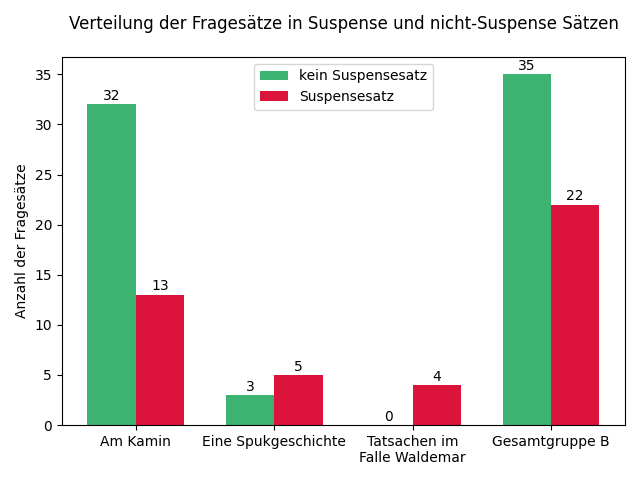 Verteilung der Fragesätze in Suspense und nicht-Suspense Sätzen
kein Suspensesatz
Suspensesatz
Anzahl der Fragesätze
35
30
25
20
15
10
5
0
32
13
3
5
0
4
35
22
Am Kamin
Eine Spukgeschichte
Tatsachen im
Falle Waldemar
Gesamtgruppe B